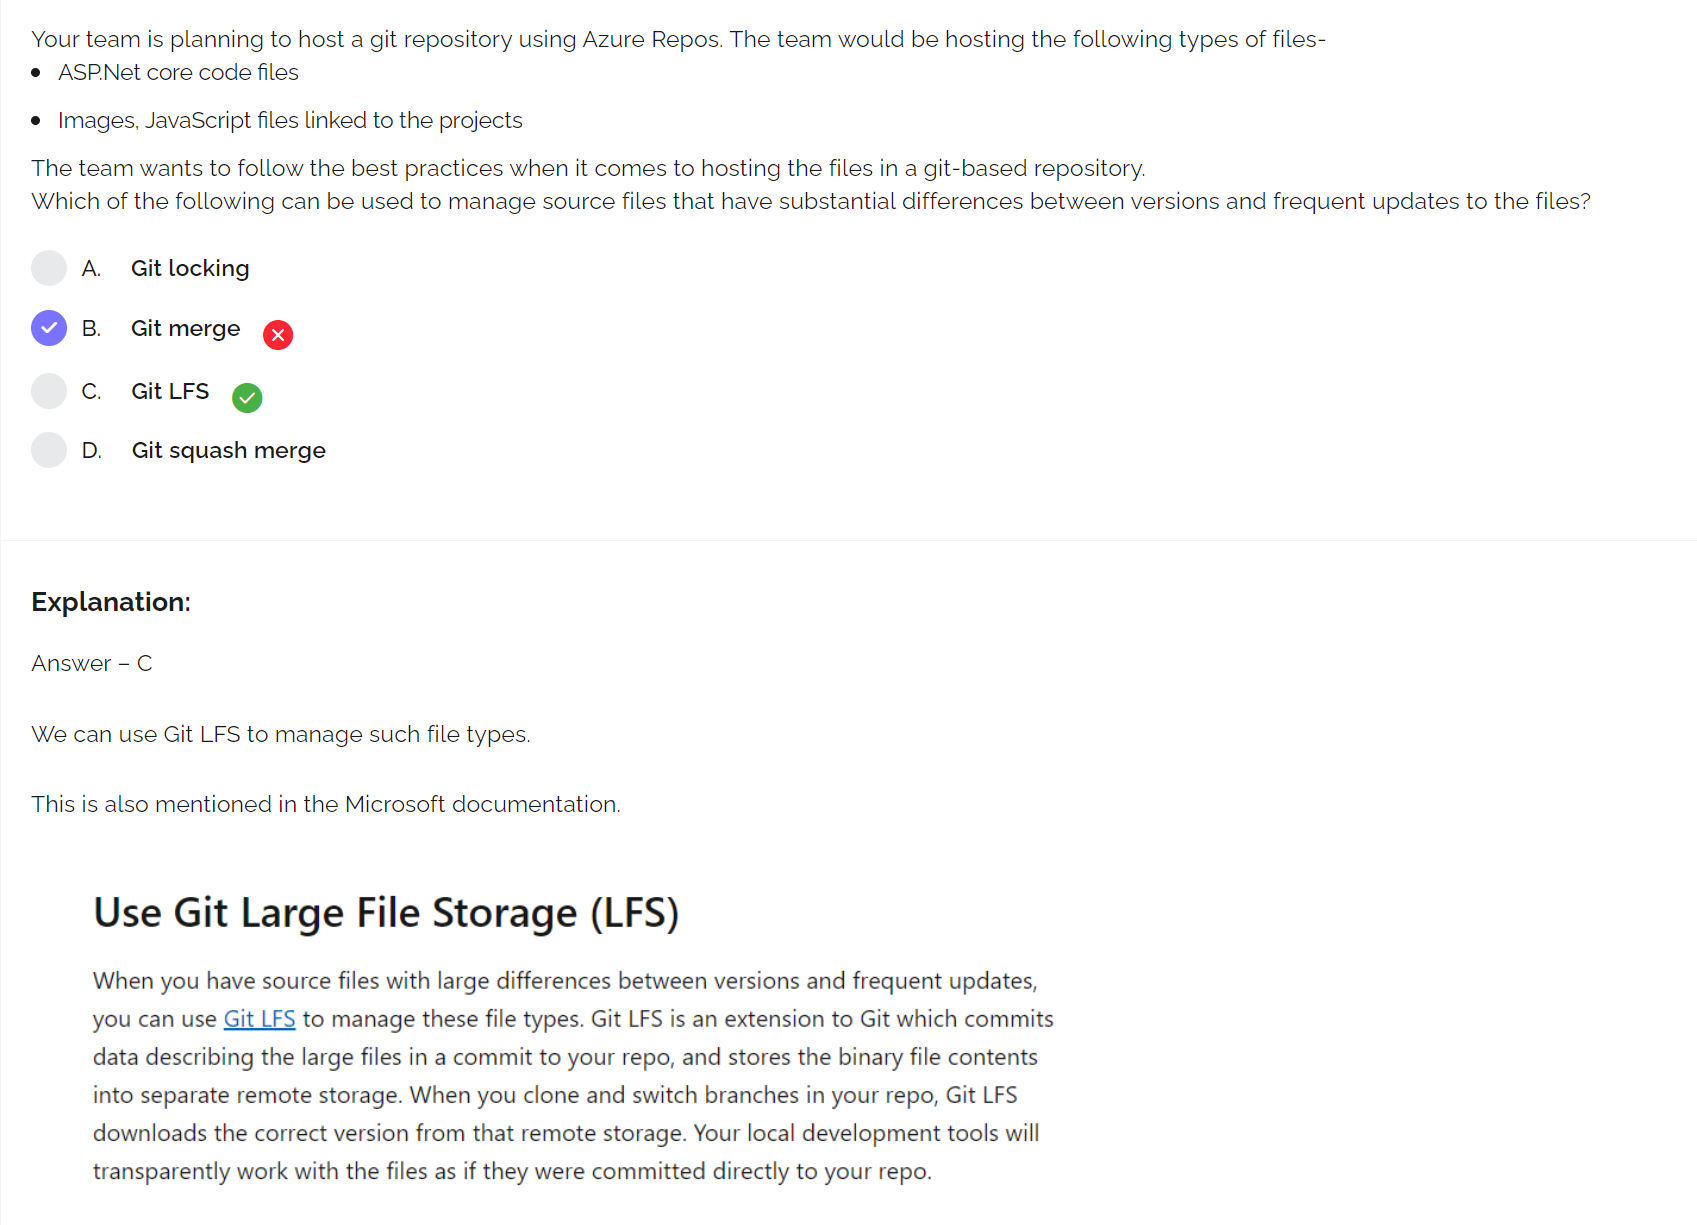 Your team is planning to host a git repository using Azure Repos. The team would be hosting the following types of files-
• ASP.Net core code files
• Images, JavaScript files linked to the projects
The team wants to follow the best practices when it comes to hosting the files in a git-based repository.
Which of the following can be used to manage source files that have substantial differences between versions and frequent updates to the files?
A. Git locking
B. Git merge
C. Git LFS
D. Git squash merge
Explanation:
Answer – C
We can use Git LFS to manage such file types.
This is also mentioned in the Microsoft documentation.
Use Git Large File Storage (LFS)
When you have source files with large differences between versions and frequent updates,
you can use Git LFS to manage these file types. Git LFS is an extension to Git which commits
data describing the large files in a commit to your repo, and stores the binary file contents
into separate remote storage. When you clone and switch branches in your repo, Git LFS
downloads the correct version from that remote storage. Your local development tools will
transparently work with the files as if they were committed directly to your repo.